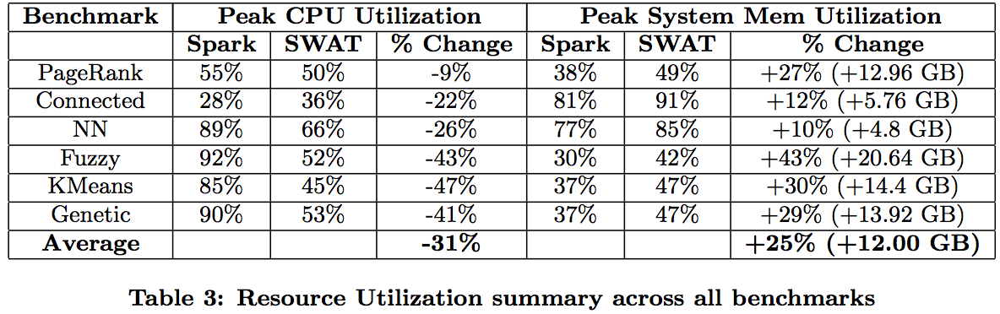 Benchmark Peak CPU Utilization Peak System Mem Utilization
Spark SWAT % Change Spark SWAT % Change
PageRank 55% 50% -9% 38% 49% +27% (+12.96 GB)
Connected 28% 36% -22% 81% 91% +12% (+5.76 GB)
NN 89% 66% -26% 77% 85% +10% (+4.8 GB)
Fuzzy 92% 52% -43% 30% 42% +43% (+20.64 GB)
KMeans 85% 45% -47% 37% 47% +30% (+14.4 GB)
Genetic 90% 53% -41% 37% 47% +29% (+13.92 GB)
Average -31% +25% (+12.00 GB)
Table 3: Resource Utilization summary across all benchmarks